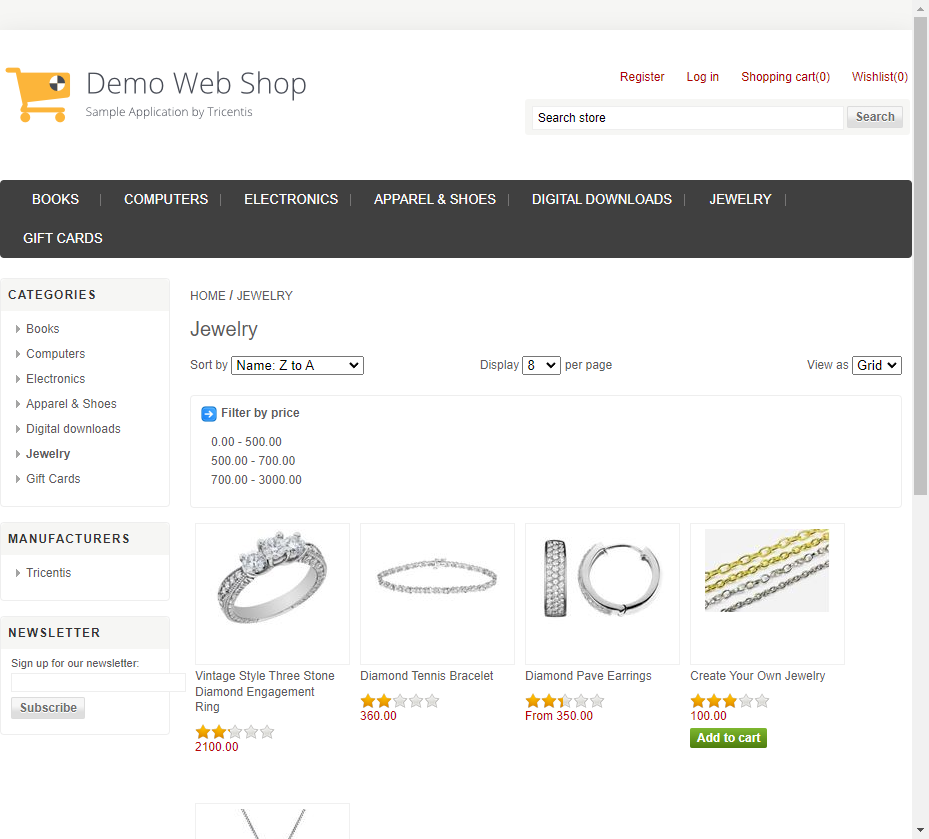 Demo Web Shop
Sample Application by Tricentis
Register Log in Shopping cart(0) Wishlist(0)
Search store Search
BOOKS COMPUTERS ELECTRONICS APPAREL & SHOES DIGITAL DOWNLOADS JEWELRY
GIFT CARDS
CATEGORIES
Books
Computers
Electronics
Apparel & Shoes
Digital downloads
Jewelry
Gift Cards
MANUFACTURERS
Tricentis
NEWSLETTER
Sign up for our newsletter:
Subscribe
HOME / JEWELRY
Jewelry
Sort by Name: Z to A Display 8 per page View as Grid
Filter by price
0.00 - 500.00
500.00 - 700.00
700.00 - 3000.00
Vintage Style Three Stone
Diamond Engagement
Ring
2100.00
Diamond Tennis Bracelet
360.00
Diamond Pave Earrings
From 350.00
Create Your Own Jewelry
100.00
Add to cart